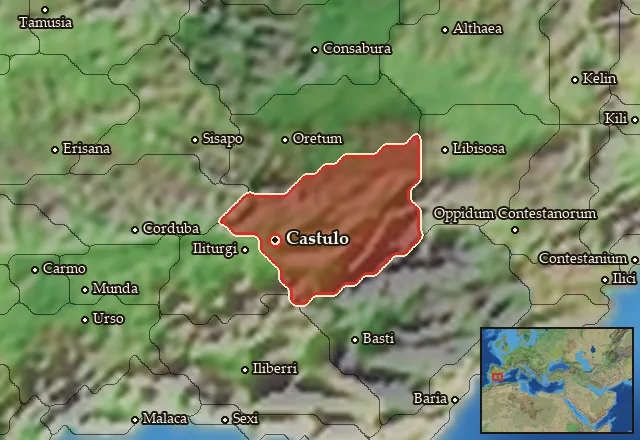 Tamusia
Althaea
Consabura
Kelin
Kili
Sisapo
Oretum
Erisana
Libisosa
Oppidum Contestanorum
Corduba
Castulo
Iliturgi
Contestanium
Carmo
Ilici
Munda
Urso
Basti
Iliberri
Baria
Malaca
Sexi